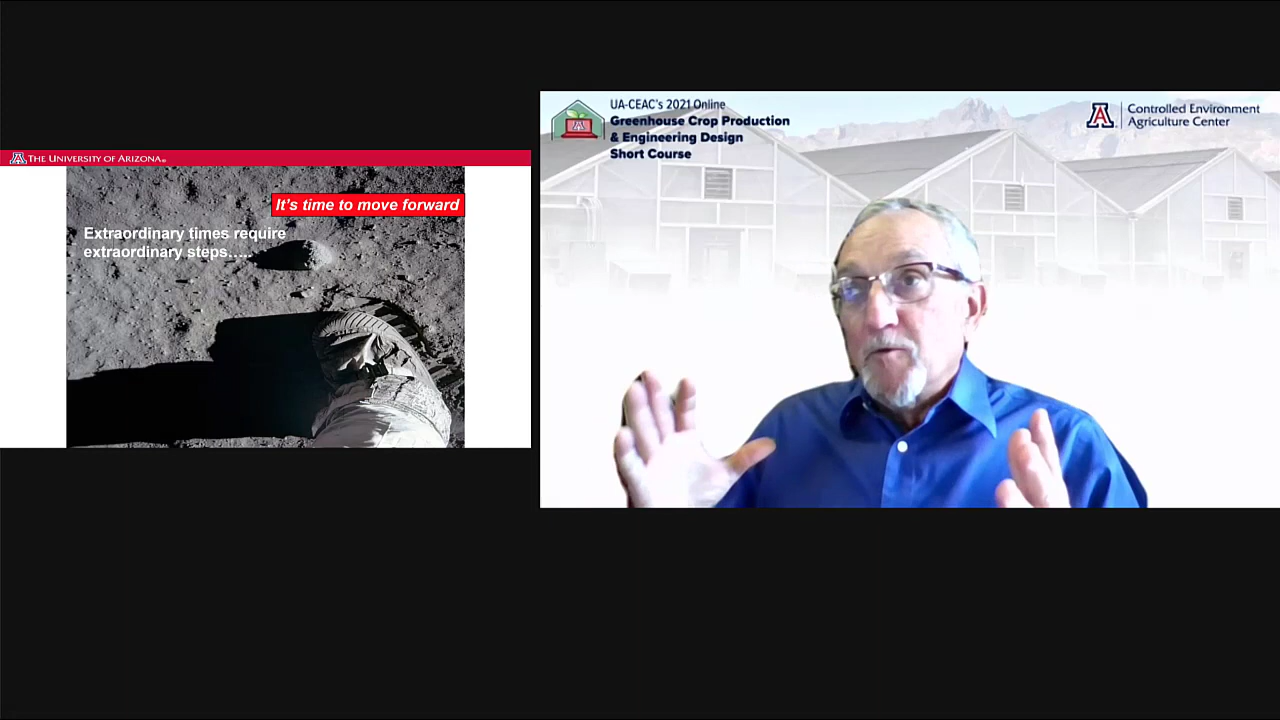 THE UNIVERSITY OF ARIZONA®
It's time to move forward
Extraordinary times require
extraordinary steps…..
UA-CEAC's 2021 Online
Greenhouse Crop Production
& Engineering Design
Short Course
A
Controlled Environment
Agriculture Center